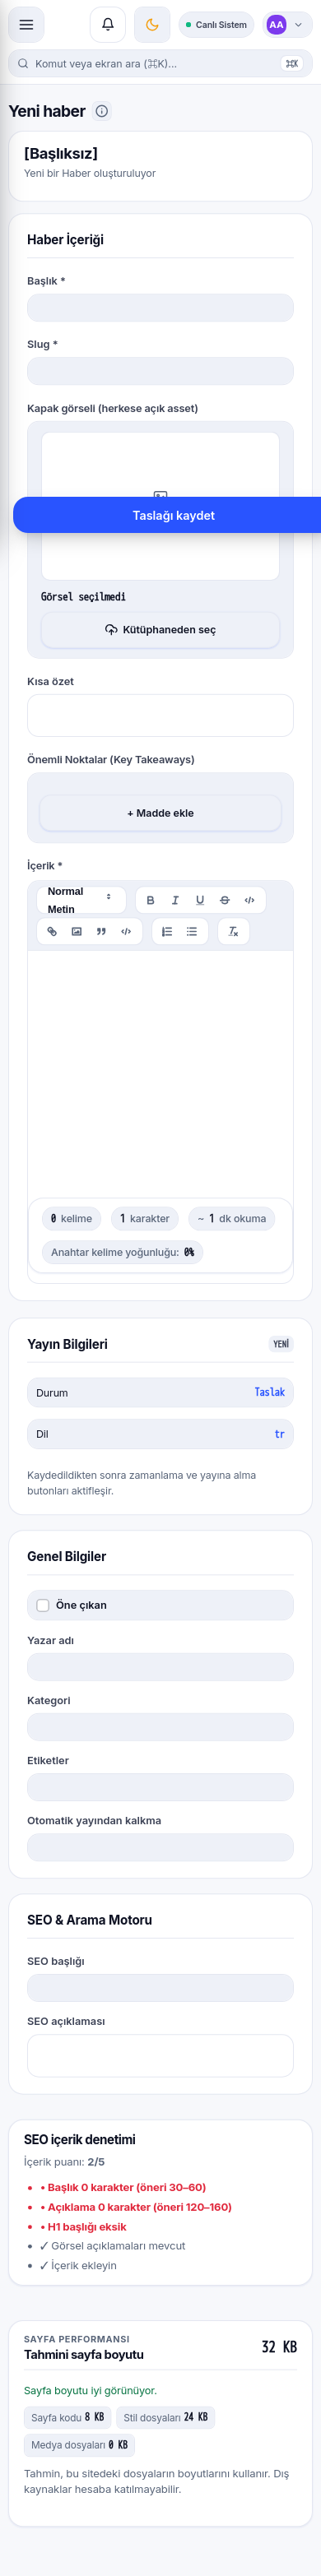 Canlı Sistem
AA
Komut veya ekran ara (⌘K)...
⌘K
Yeni haber
[Başlıksız]
Yeni bir Haber oluşturuluyor
Haber İçeriği
Başlık *
Slug *
Kapak görseli (herkese açık asset)
Taslağı kaydet
Görsel seçilmedi
Kütüphaneden seç
Kısa özet
Önemli Noktalar (Key Takeaways)
+ Madde ekle
İçerik *
Normal
Metin
0 kelime
1 karakter
~ 1 dk okuma
Anahtar kelime yoğunluğu: 0%
Yayın Bilgileri
YENİ
Durum
Taslak
Dil
tr
Kaydedildikten sonra zamanlama ve yayına alma
butonları aktifleşir.
Genel Bilgiler
Öne çıkan
Yazar adı
Kategori
Etiketler
Otomatik yayından kalkma
SEO & Arama Motoru
SEO başlığı
SEO açıklaması
SEO içerik denetimi
İçerik puanı: 2/5
• • Başlık 0 karakter (öneri 30–60)
• • Açıklama 0 karakter (öneri 120–160)
• • H1 başlığı eksik
• ✓ Görsel açıklamaları mevcut
• ✓ İçerik ekleyin
SAYFA PERFORMANSI
Tahmini sayfa boyutu
32 KB
Sayfa boyutu iyi görünüyor.
Sayfa kodu 8 KB
Stil dosyaları 24 KB
Medya dosyaları 0 KB
Tahmin, bu sitedeki dosyaların boyutlarını kullanır. Dış
kaynaklar hesaba katılmayabilir.